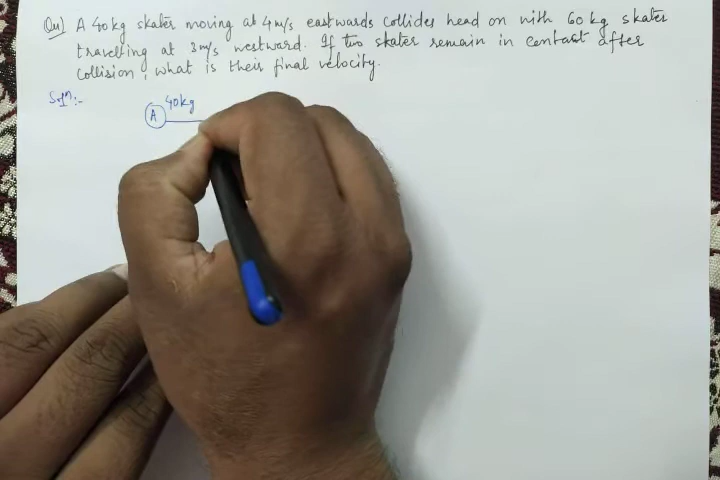 Qu) A 40kg skater moving at 4m/s eastwards collides head on with 60 kg skater
travelling at 3m/s westward. If two skater remain in contact after
collision, what is their final velocity.
Solⁿ:-
40kg
A